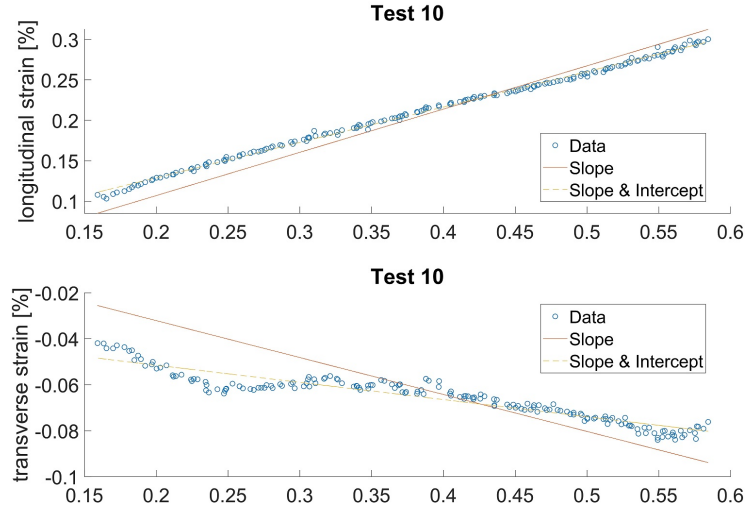 Test 10
longitudinal strain [%]
0.3
0.25
0.2
0.15
0.1
Data
Slope
Slope & Intercept
0.15 0.2 0.25 0.3 0.35 0.4 0.45 0.5 0.55 0.6
Test 10
transverse strain [%]
-0.02
-0.04
-0.06
-0.08
-0.1
Data
Slope
Slope & Intercept
0.15 0.2 0.25 0.3 0.35 0.4 0.45 0.5 0.55 0.6